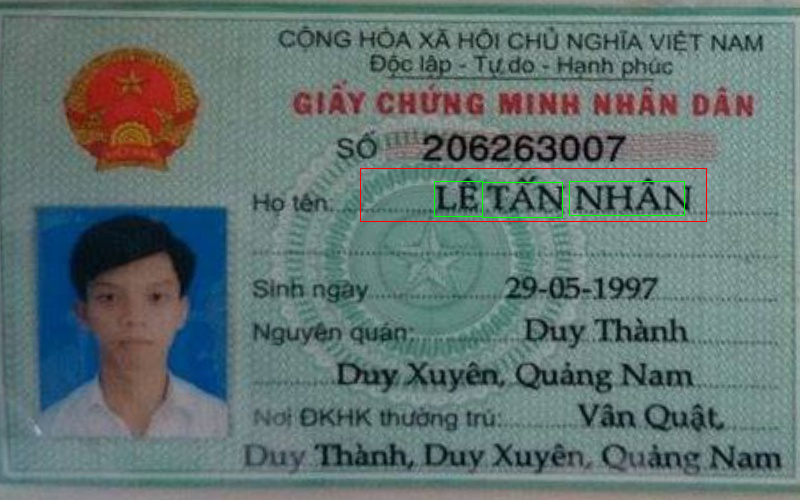 CỘNG HÒA XÃ HỘI CHỦ NGHĨA VIỆT NAM
Độc lập - Tự do - Hạnh phúc
GIẤY CHỨNG MINH NHÂN DÂN
SỐ 206263007
Họ tên: LÊ TẤN NHÂN
Sinh ngày 29-05-1997
Nguyên quán: Duy Thành
Duy Xuyên, Quảng Nam
Nơi ĐKHK thường trú: Vân Quật,
Duy Thành, Duy Xuyên, Quảng Nam